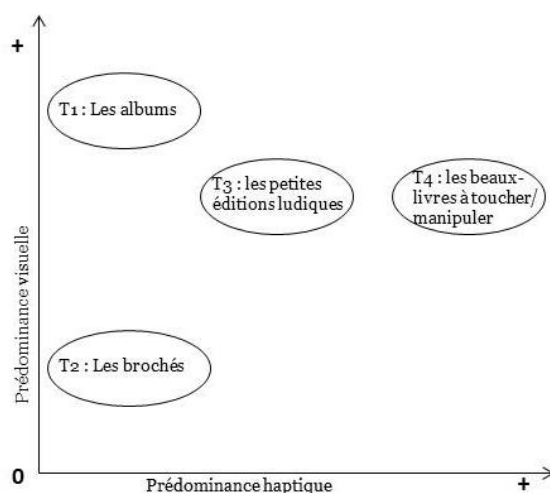 +
T1 : Les albums
T3 : les petites
éditions ludiques
T4 : les beaux-
livres à toucher/
manipuler
Prédominance visuelle
T2 : Les brochés
0
Prédominance haptique
+